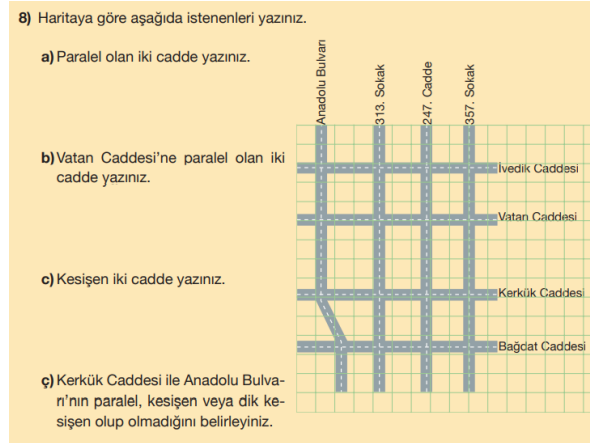 8) Haritaya göre aşağıda istenenleri yazınız.
a) Paralel olan iki cadde yazınız.
b) Vatan Caddesi'ne paralel olan iki
cadde yazınız.
c) Kesişen iki cadde yazınız.
ç) Kerkük Caddesi ile Anadolu Bulva-
rı'nın paralel, kesişen veya dik ke-
sişen olup olmadığını belirleyiniz.
Anadolu Bulvarı
313. Sokak
247. Cadde
357. Sokak
İvedik Caddesi
Vatan Caddesi
Kerkük Caddesi
Bağdat Caddesi